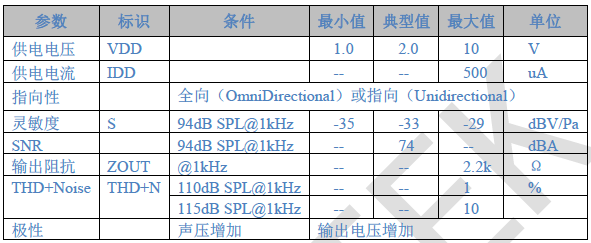 参数 标识 条件 最小值 典型值 最大值 单位
供电电压 VDD 1.0 2.0 10 V
供电电流 IDD -- -- 500 uA
指向性 全向（OmniDirectional）或指向（Unidirectional）
灵敏度 S 94dB SPL@1kHz -35 -33 -29 dBV/Pa
SNR 94dB SPL@1kHz -- 74 -- dBA
输出阻抗 ZOUT @1kHz -- -- 2.2k Ω
THD+Noise THD+N 110dB SPL@1kHz -- -- 1 %
115dB SPL@1kHz -- -- 10
极性 声压增加 输出电压增加